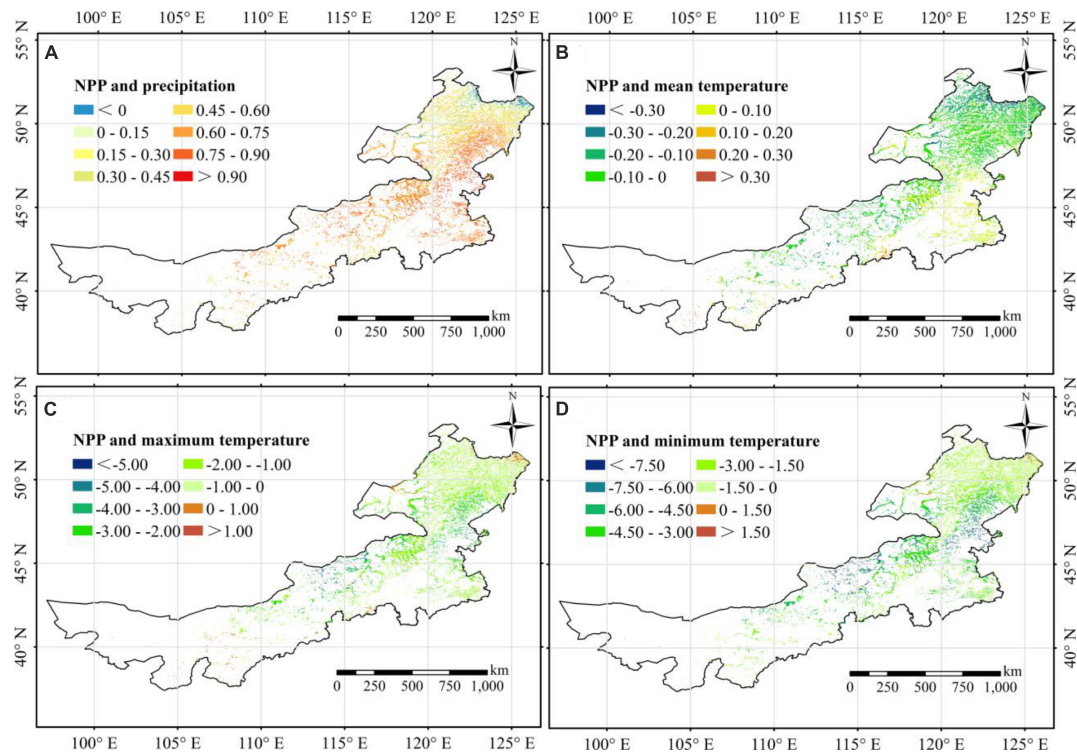 100° E 105° E 110° E 115° E 120° E 125° E 100° E 105° E 110° E 115° E 120° E 125° E
55° N
50° N
45° N
40° N
A
N
NPP and precipitation
< 0
0 - 0.15
0.15 - 0.30
0.30 - 0.45
0.45 - 0.60
0.60 - 0.75
0.75 - 0.90
> 0.90
km
0 250 500 750 1,000
B
N
NPP and mean temperature
< -0.30
-0.30 - -0.20
-0.20 - -0.10
-0.10 - 0
0 - 0.10
0.10 - 0.20
0.20 - 0.30
> 0.30
km
0 250 500 750 1,000
55° N
50° N
45° N
40° N
55° N
50° N
45° N
40° N
C
N
NPP and maximum temperature
<-5.00
-5.00 - -4.00
-4.00 - -3.00
-3.00 - -2.00
-2.00 - -1.00
-1.00 - 0
0 - 1.00
>1.00
km
0 250 500 750 1,000
D
N
NPP and minimum temperature
< -7.50
-7.50 - -6.00
-6.00 - -4.50
-4.50 - -3.00
-3.00 - -1.50
-1.50 - 0
0 - 1.50
> 1.50
km
0 250 500 750 1,000
55° N
50° N
45° N
40° N
100° E 105° E 110° E 115° E 120° E 125° E 100° E 105° E 110° E 115° E 120° E 125° E